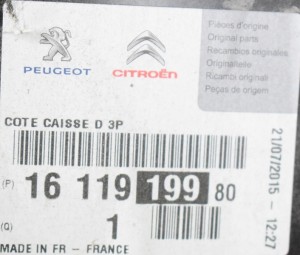 PEUGEOT
CITROËN
Pièces d'origine
Original parts
Recambios originales
Originalteile
Ricambi originali
Peças de origem
COTE CAISSE D 3P
(P) 16 119 199 80
(Q) 1
MADE IN FR - FRANCE
21/07/2015 - 12:27